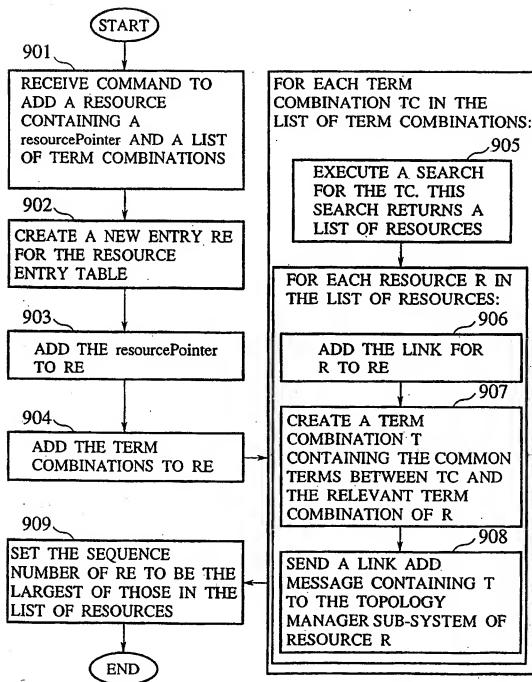 START
901
RECEIVE COMMAND TO
ADD A RESOURCE
CONTAINING A
resourcePointer AND A LIST
OF TERM COMBINATIONS
902
CREATE A NEW ENTRY RE
FOR THE RESOURCE
ENTRY TABLE
903
ADD THE resourcePointer
TO RE
904
ADD THE TERM
COMBINATIONS TO RE
FOR EACH TERM
COMBINATION TC IN THE
LIST OF TERM COMBINATIONS:
905
EXECUTE A SEARCH
FOR THE TC. THIS
SEARCH RETURNS A
LIST OF RESOURCES
FOR EACH RESOURCE R IN
THE LIST OF RESOURCES:
906
ADD THE LINK FOR
R TO RE
907
CREATE A TERM
COMBINATION T
CONTAINING THE COMMON
TERMS BETWEEN TC AND
THE RELEVANT TERM
COMBINATION OF R
908
SEND A LINK ADD
MESSAGE CONTAINING T
TO THE TOPOLOGY
MANAGER SUB-SYSTEM OF
RESOURCE R
909
SET THE SEQUENCE
NUMBER OF RE TO BE THE
LARGEST OF THOSE IN THE
LIST OF RESOURCES
END